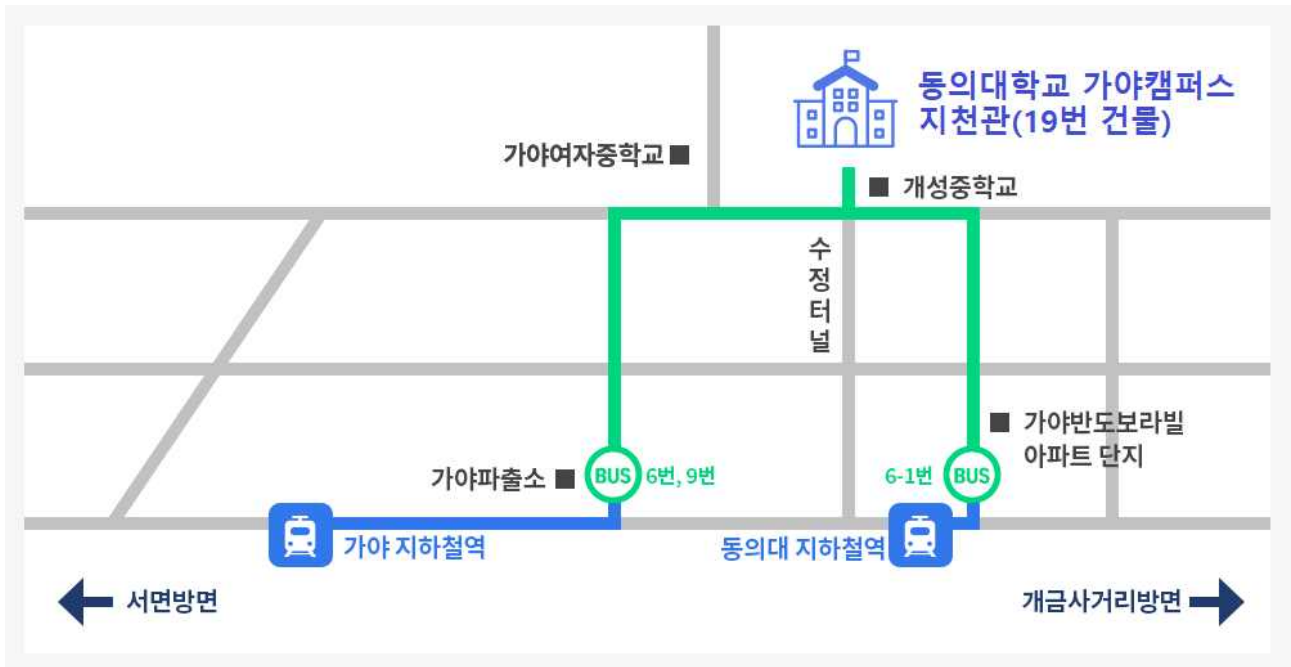 동의대학교 가야캠퍼스
지천관(19번 건물)
가야여자중학교
개성중학교
수정터널
가야반도보라빌
아파트 단지
가야파출소
BUS
6번, 9번
6-1번
BUS
가야 지하철역
동의대 지하철역
서면방면
개금사거리방면